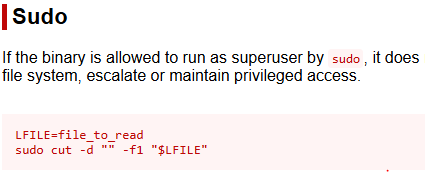 Sudo
If the binary is allowed to run as superuser by sudo, it does
file system, escalate or maintain privileged access.
LFILE=file_to_read
sudo cut -d "" -f1 "$LFILE"